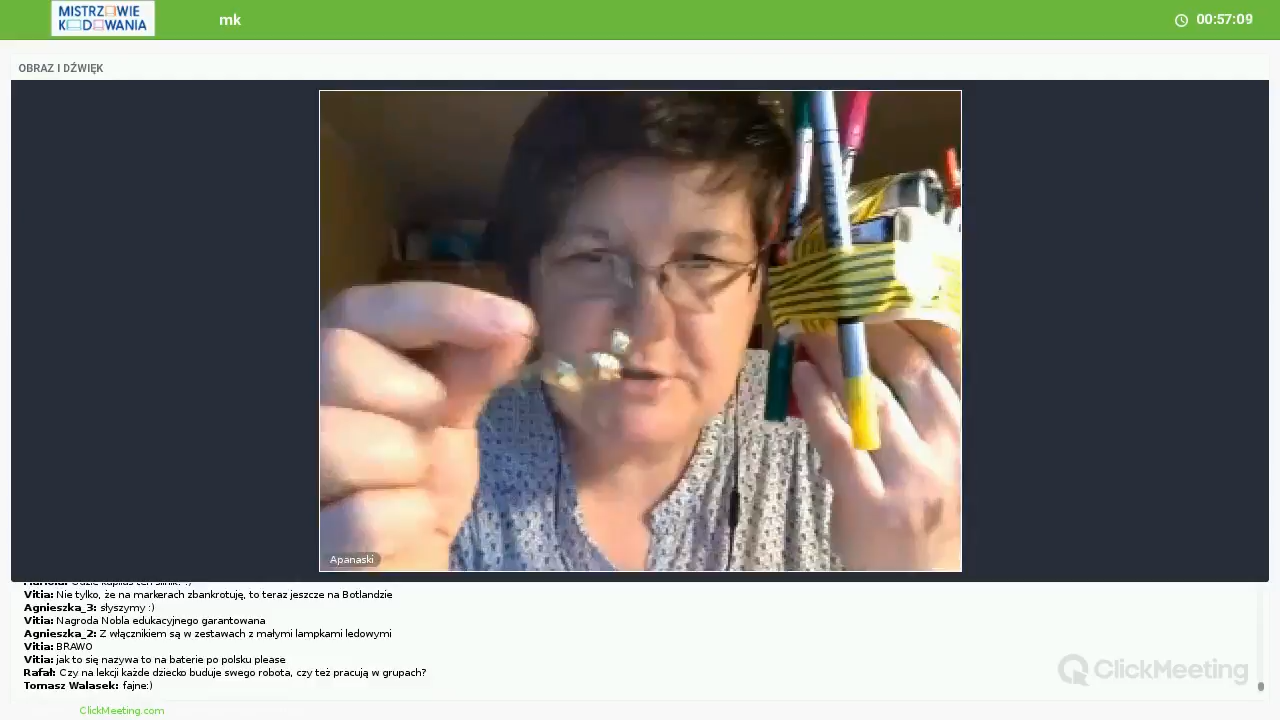 MISTRZOWIE
KODOWANIA
mk
00:57:09
OBRAZ I DŹWIĘK
Apanaski
Vitia: Nie tylko, że na markerach zbankrotuję, to teraz jeszcze na Botlandzie
Agnieszka_3: słyszymy :)
Vitia: Nagroda Nobla edukacyjnego garantowana
Agnieszka_2: Z włącznikiem są w zestawach z małymi lampkami ledowymi
Vitia: BRAWO
Vitia: jak to się nazywa to na baterie po polsku please
Rafał: Czy na lekcji każde dziecko buduje swego robota, czy też pracują w grupach?
Tomasz Walasek: fajne:)
ClickMeeting
ClickMeeting.com